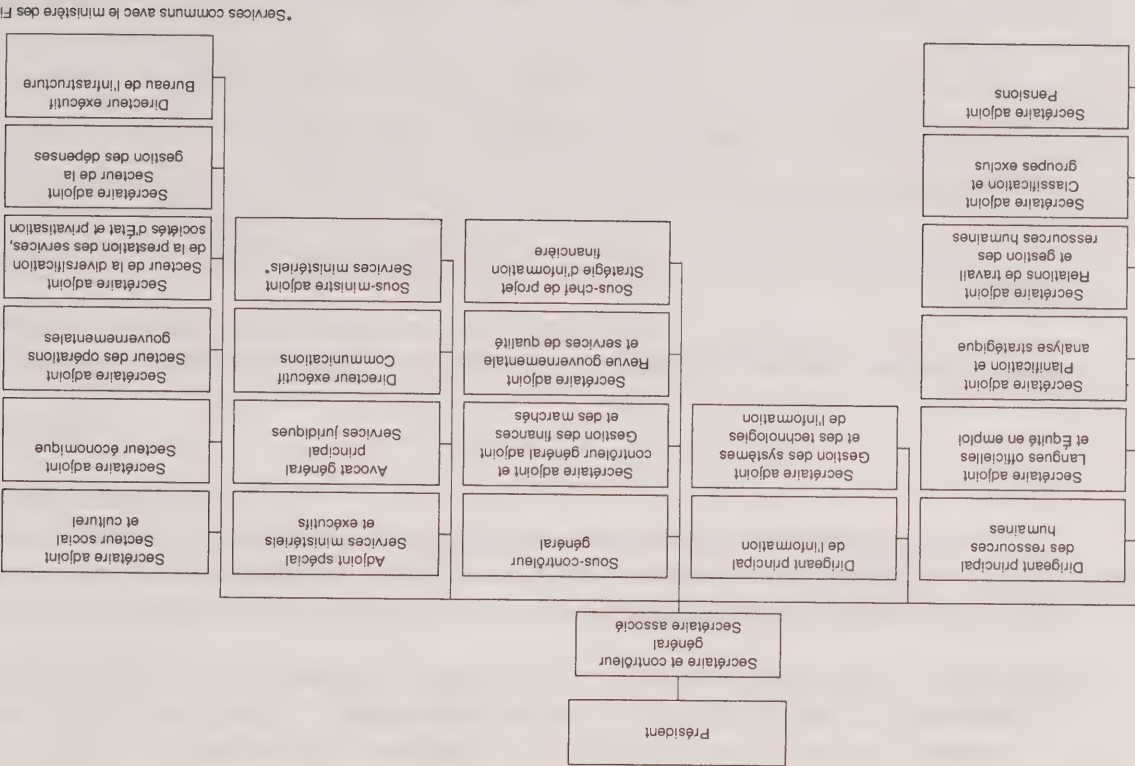 Président
Secrétaire et contrôleur
général
Secrétaire associé
Dirigeant principal
des ressources
humaines
Secrétaire adjoint
Langues officielles
et Équité en emploi
Secrétaire adjoint
Planification et
analyse stratégique
Secrétaire adjoint
Relations de travail
et gestion des
ressources humaines
Secrétaire adjoint
Classification et
groupes exclus
Secrétaire adjoint
Pensions
Dirigeant principal
de l'information
Secrétaire adjoint
Gestion des systèmes
et des technologies
de l'information
Sous-contrôleur
général
Secrétaire adjoint et
contrôleur général adjoint
Gestion des finances
et des marchés
Secrétaire adjoint
Revue gouvernementale
et services de qualité
Sous-chef de projet
Stratégie d'information
financière
Adjoint spécial
Services ministériels
et exécutifs
Avocat général
principal
Services juridiques
Directeur exécutif
Communications
Sous-ministre adjoint
Services ministériels*
Secrétaire adjoint
Secteur social
et culturel
Secrétaire adjoint
Secteur économique
Secrétaire adjoint
Secteur des opérations
gouvernementales
Secrétaire adjoint
Secteur de la diversification
de la prestation des services,
sociétés d'État et privatisation
Secrétaire adjoint
Secteur de la
gestion des dépenses
Directeur exécutif
Bureau de l'infrastructure
*Services communs avec le ministère des Fi